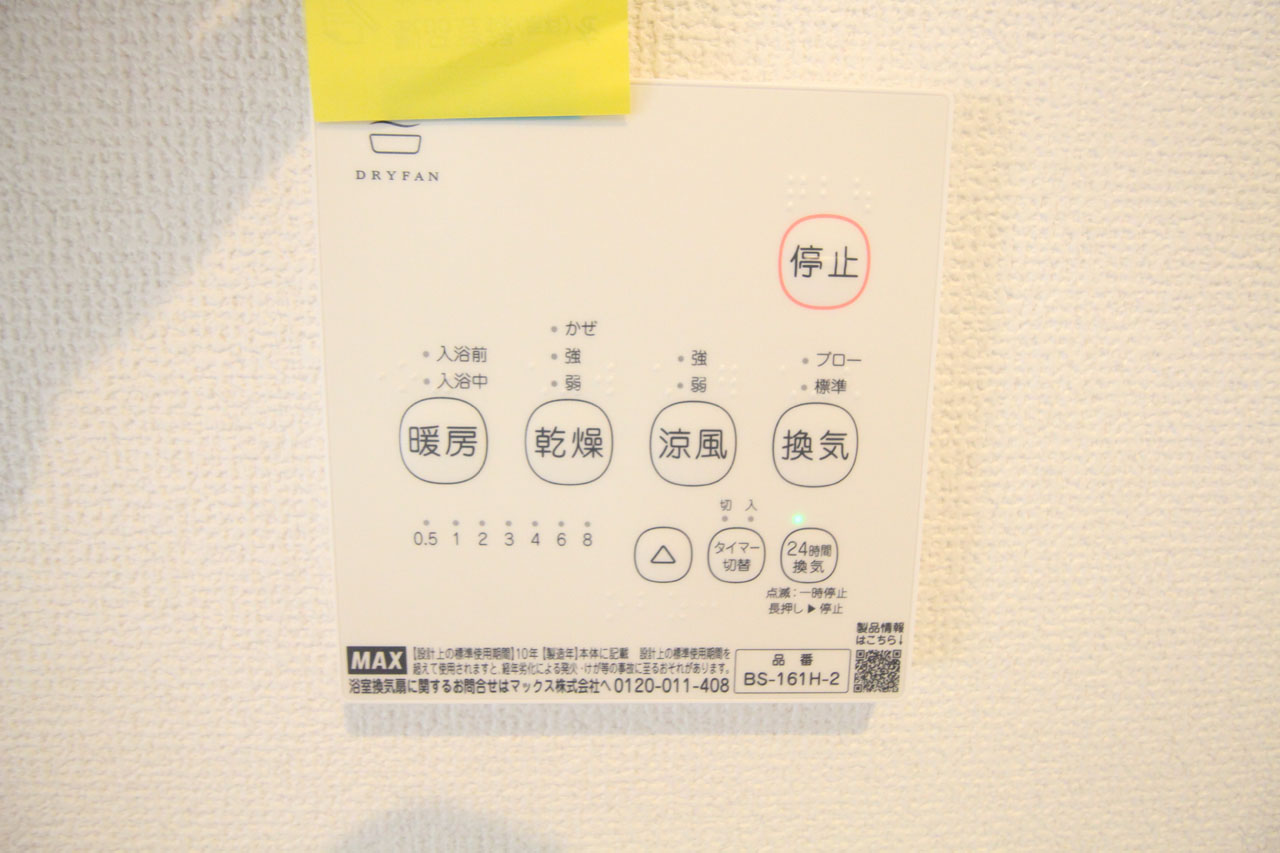 DRYFAN
停止
かぜ
入浴前 強 強 ブロー
入浴中 弱 弱 標準
暖房 乾燥 涼風 換気
切 入
0.5 1 2 3 4 6 8
△ タイマー 24時間
切替 換気
点滅:一時停止
長押し▶停止
製品情報
はこちら↓
MAX 【設計上の標準使用期間】10年 【製造年】本体に記載 設計上の標準使用期間を
超えて使用されますと、経年劣化による発火・けが等の事故に至るおそれがあります。
浴室換気扇に関するお問合せはマックス株式会社へ 0120-011-408
品番
BS-161H-2